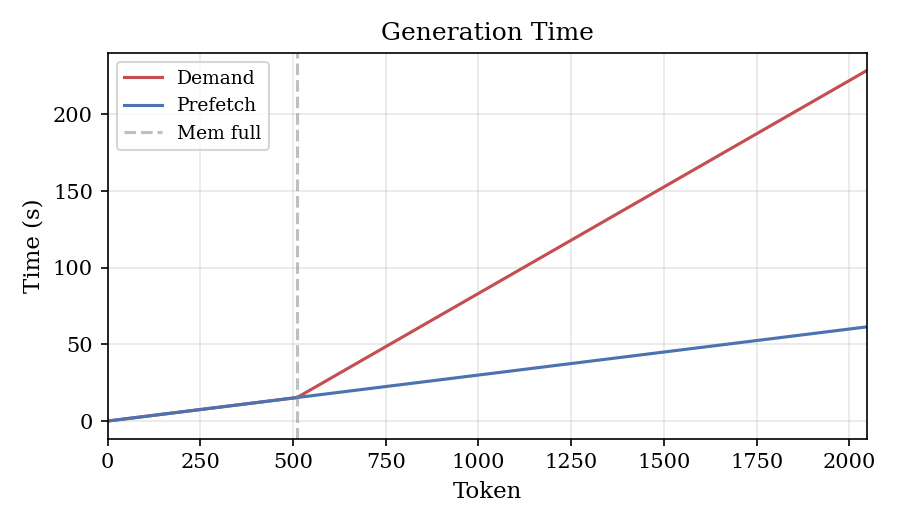 Generation Time
Demand
Prefetch
Mem full
Time (s)
200
150
100
50
0
0 250 500 750 1000 1250 1500 1750 2000
Token